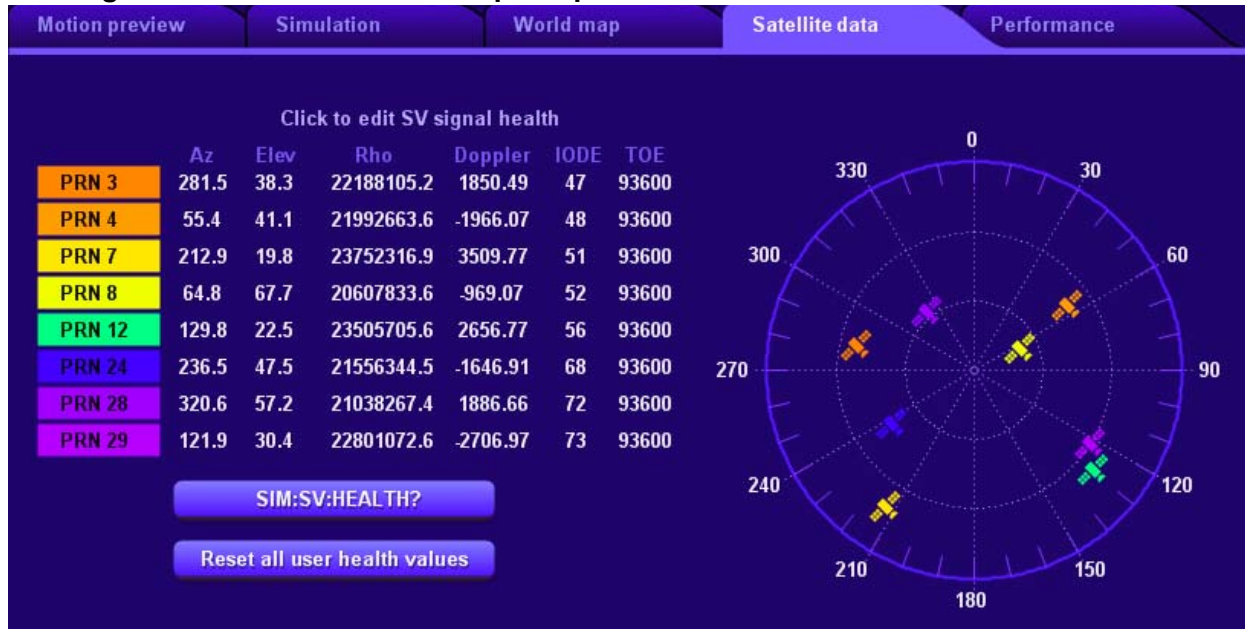 Motion preview Simulation World map Satellite data Performance
Click to edit SV signal health
Az Elev Rho Doppler IODE TOE
PRN 3 281.5 38.3 22188105.2 1850.49 47 93600
PRN 4 55.4 41.1 21992663.6 -1966.07 48 93600
PRN 7 212.9 19.8 23752316.9 3509.77 51 93600
PRN 8 64.8 67.7 20607833.6 -969.07 52 93600
PRN 12 129.8 22.5 23505705.6 2656.77 56 93600
PRN 24 236.5 47.5 21556344.5 -1646.91 68 93600
PRN 28 320.6 57.2 21038267.4 1886.66 72 93600
PRN 29 121.9 30.4 22801072.6 -2706.97 73 93600
SIM:SV:HEALTH?
Reset all user health values
0
330 30
300 60
270 90
240 120
210 150
180